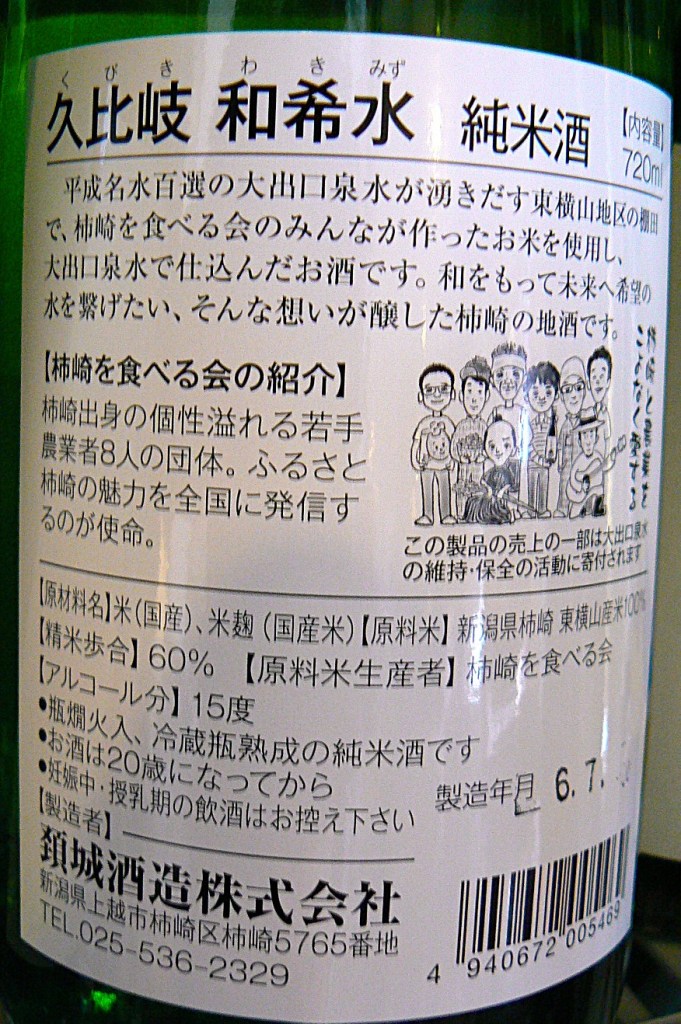 くびき わきみず
久比岐 和希水 純米酒 【内容量】
720ml
平成名水百選の大出口泉水が湧きだす東横山地区の棚田
で、柿崎を食べる会のみんなが作ったお米を使用し、
大出口泉水で仕込んだお酒です。和をもって未来へ希望の
水を繋げたい、そんな想いが醸した柿崎の地酒です。
【柿崎を食べる会の紹介】
柿崎出身の個性溢れる若手
農業者8人の団体。ふるさと
柿崎の魅力を全国に発信す
るのが使命。
この製品の売上の一部は大出口泉水
の維持・保全の活動に寄付されます
【原材料名】米(国産)、米麹(国産米)【原料米】新潟県柿崎 東横山産米100%
【精米歩合】60% 【原料米生産者】柿崎を食べる会
【アルコール分】15度
•瓶燗火入、冷蔵瓶熟成の純米酒です
•お酒は20歳になってから
•妊娠中・授乳期の飲酒はお控え下さい
製造年月 6.7.
【製造者】
頚城酒造株式会社
新潟県上越市柿崎区柿崎5765番地
TEL.025-536-2329
4 940672 005469